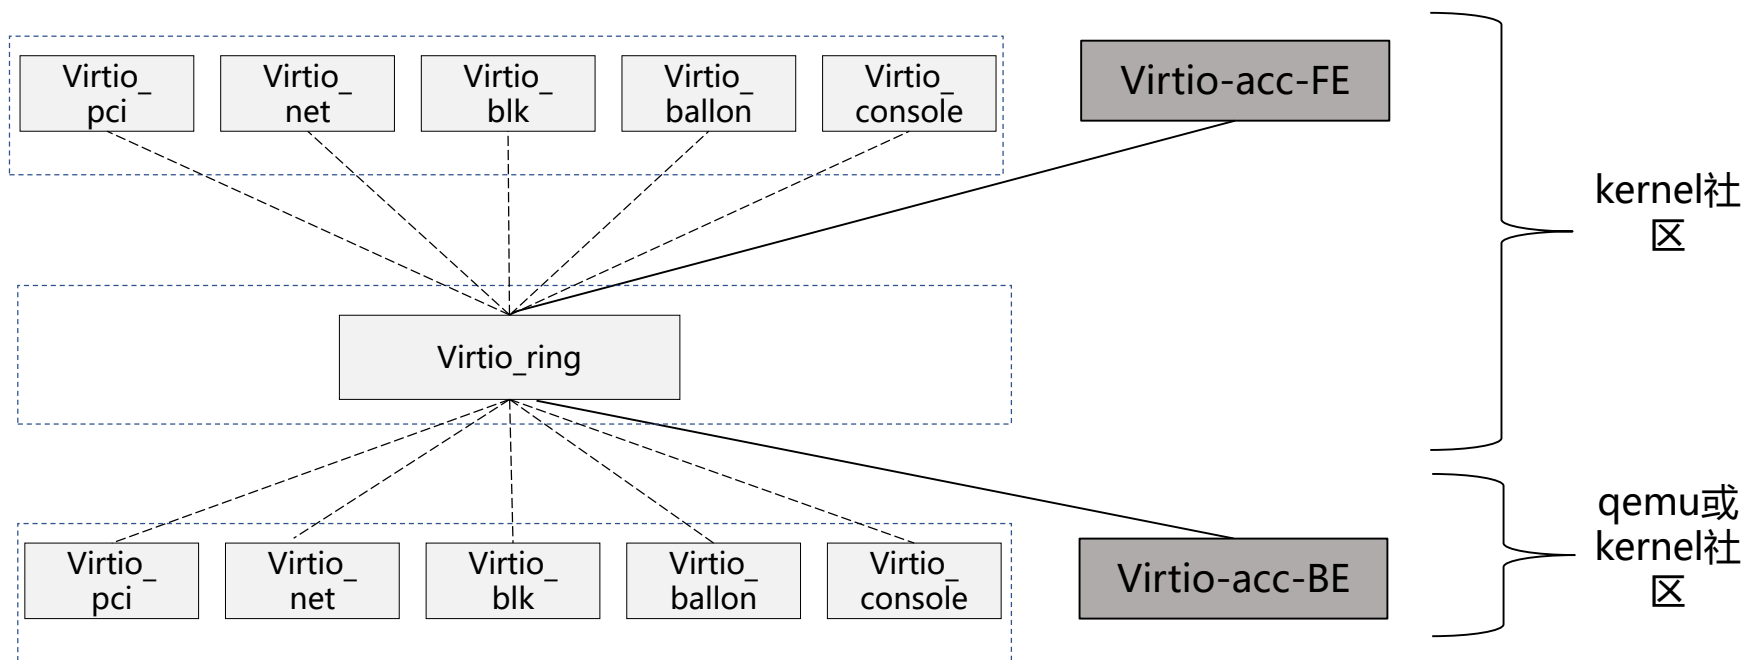 Virtio_
pci
Virtio_
net
Virtio_
blk
Virtio_
ballon
Virtio_
console
Virtio-acc-FE
kernel社
区
Virtio_ring
Virtio_
pci
Virtio_
net
Virtio_
blk
Virtio_
ballon
Virtio_
console
Virtio-acc-BE
qemu或
kernel社
区